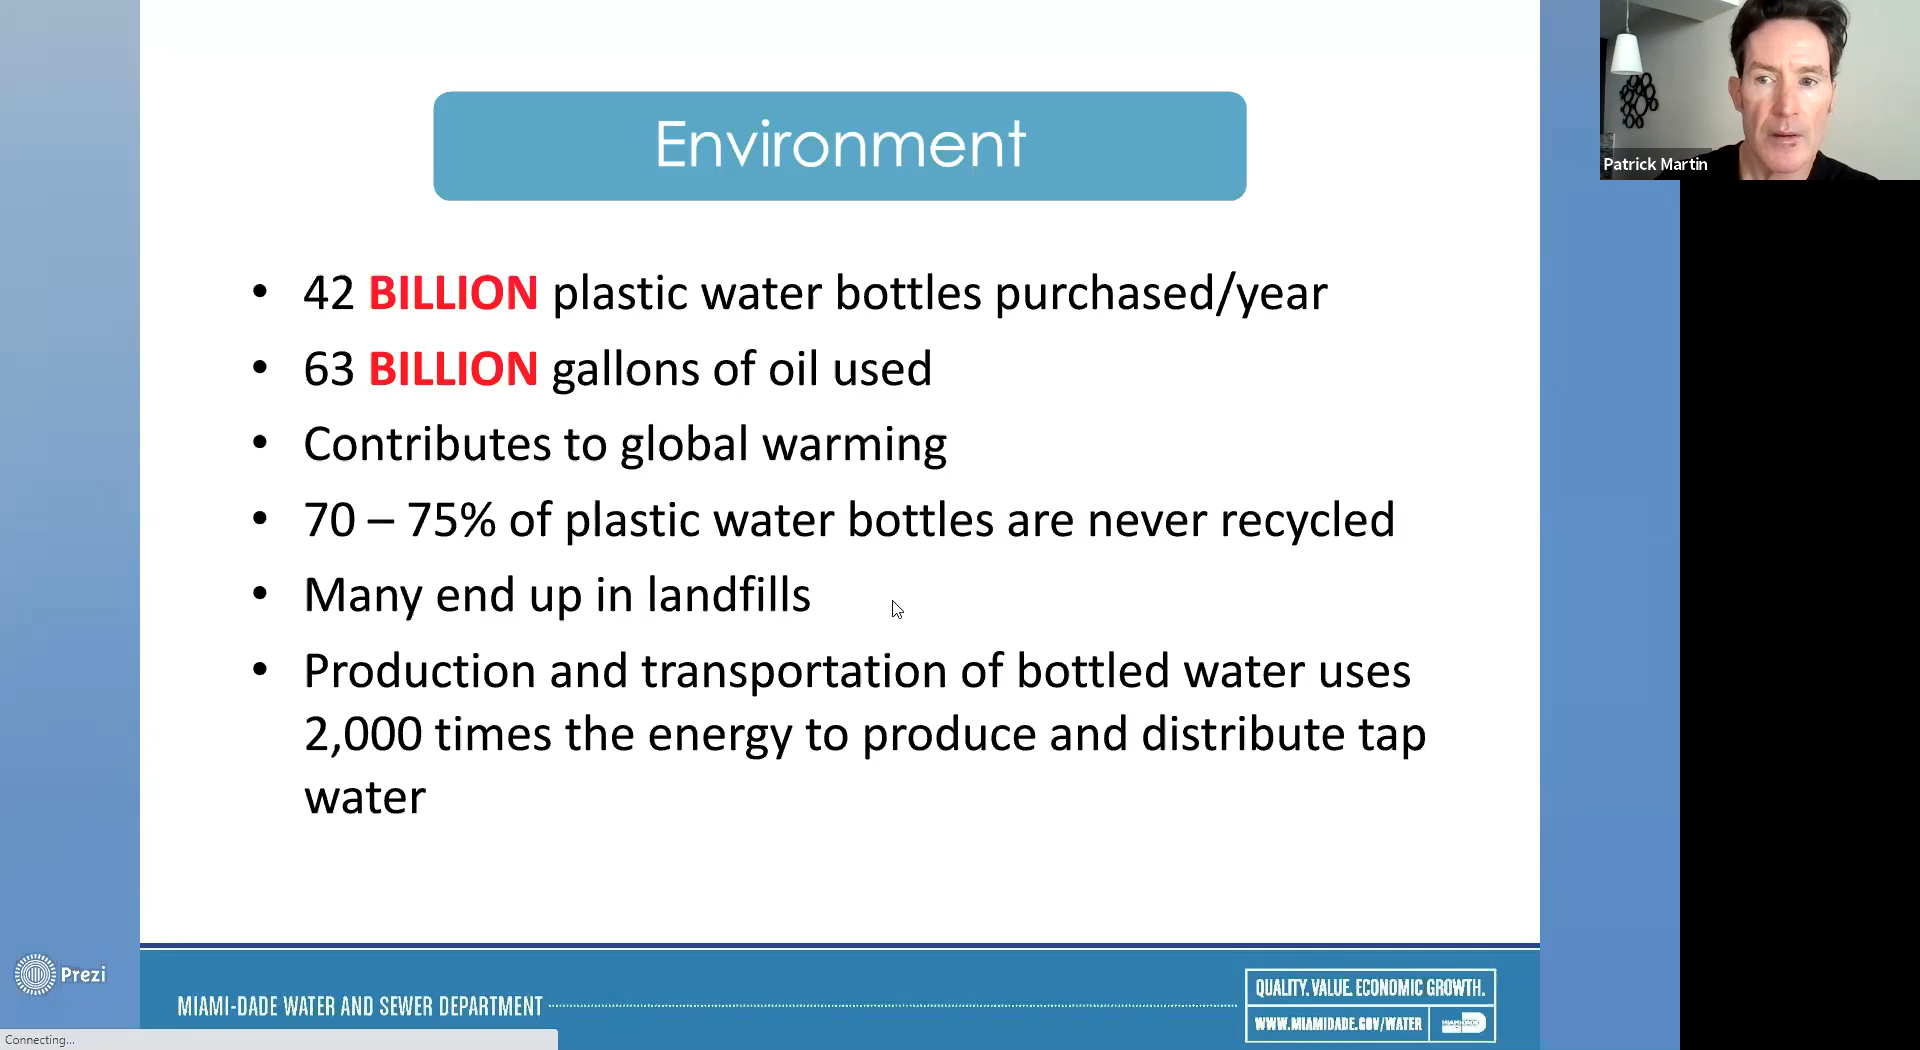 Environment
• 42 BILLION plastic water bottles purchased/year
• 63 BILLION gallons of oil used
• Contributes to global warming
• 70 – 75% of plastic water bottles are never recycled
• Many end up in landfills
• Production and transportation of bottled water uses
2,000 times the energy to produce and distribute tap
water
Patrick Martin
Prezi
MIAMI-DADE WATER AND SEWER DEPARTMENT
QUALITY. VALUE. ECONOMIC GROWTH.
WWW.MIAMIDADE.GOV/WATER
Connecting...